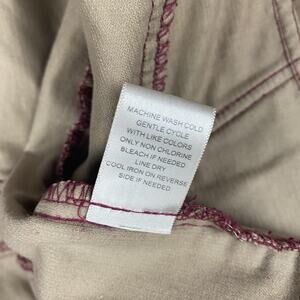 MACHINE WASH COLD
GENTLE CYCLE
WITH LIKE COLORS
ONLY NON CHLORINE
BLEACH IF NEEDED
LINE DRY
COOL IRON ON REVERSE
SIDE IF NEEDED